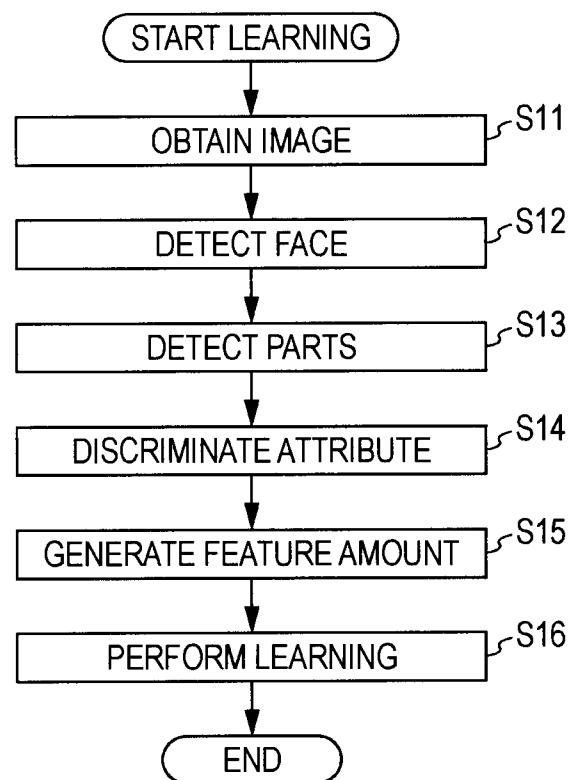 START LEARNING
S11
OBTAIN IMAGE
S12
DETECT FACE
S13
DETECT PARTS
S14
DISCRIMINATE ATTRIBUTE
S15
GENERATE FEATURE AMOUNT
S16
PERFORM LEARNING
END